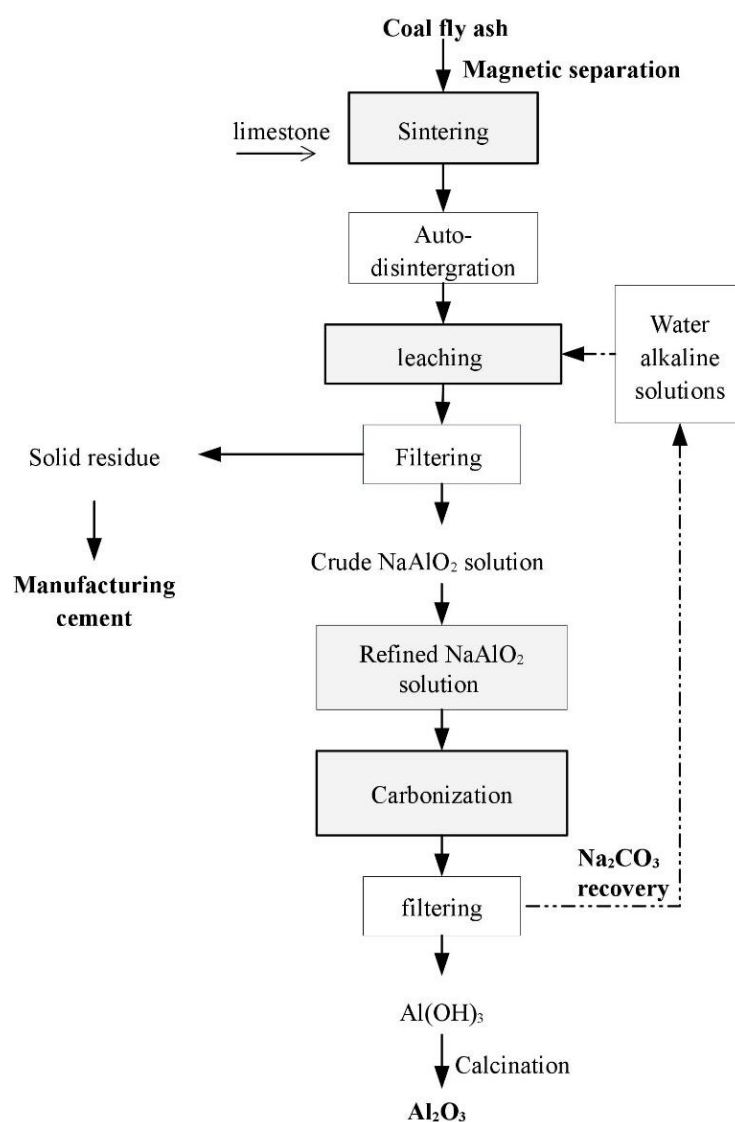 Coal fly ash
Magnetic separation
limestone
Sintering
Auto-
disintergration
Water
alkaline
solutions
leaching
Solid residue
Filtering
Manufacturing
cement
Crude NaAlO₂ solution
Refined NaAlO₂
solution
Carbonization
Na₂CO₃
recovery
filtering
Al(OH)₃
Calcination
Al₂O₃